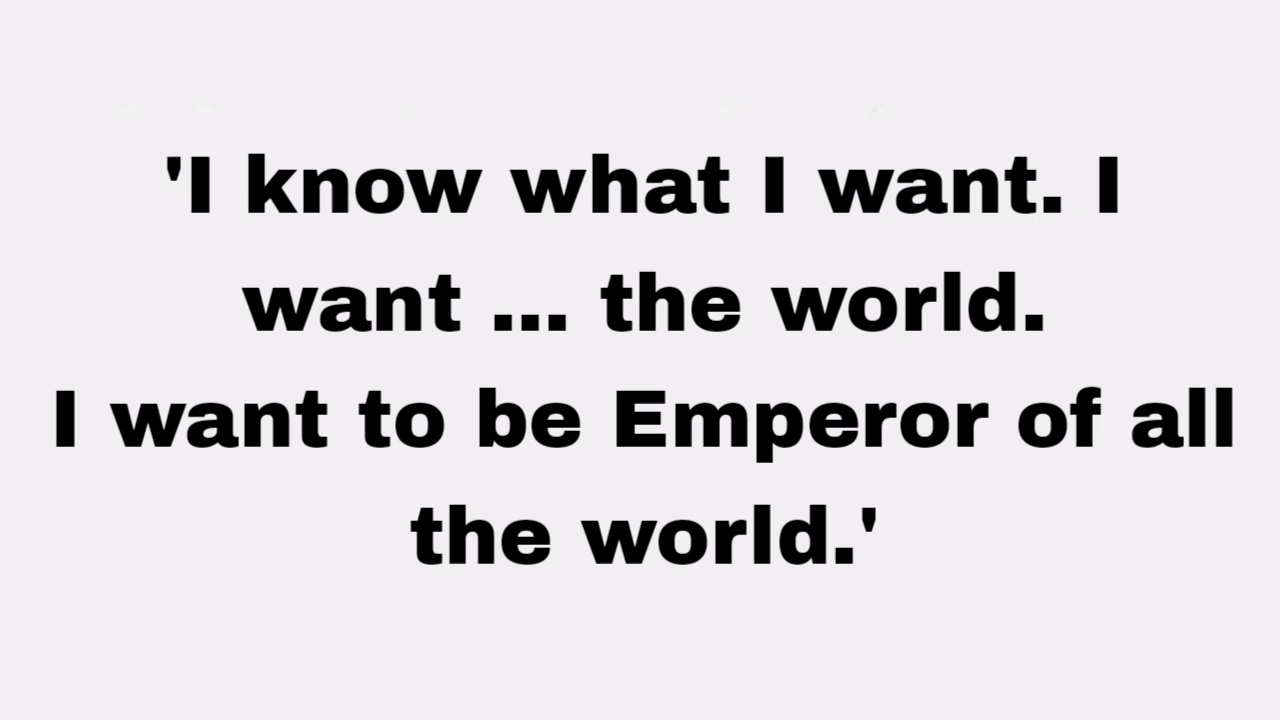 'I know what I want. I
want ... the world.
I want to be Emperor of all
the world.'